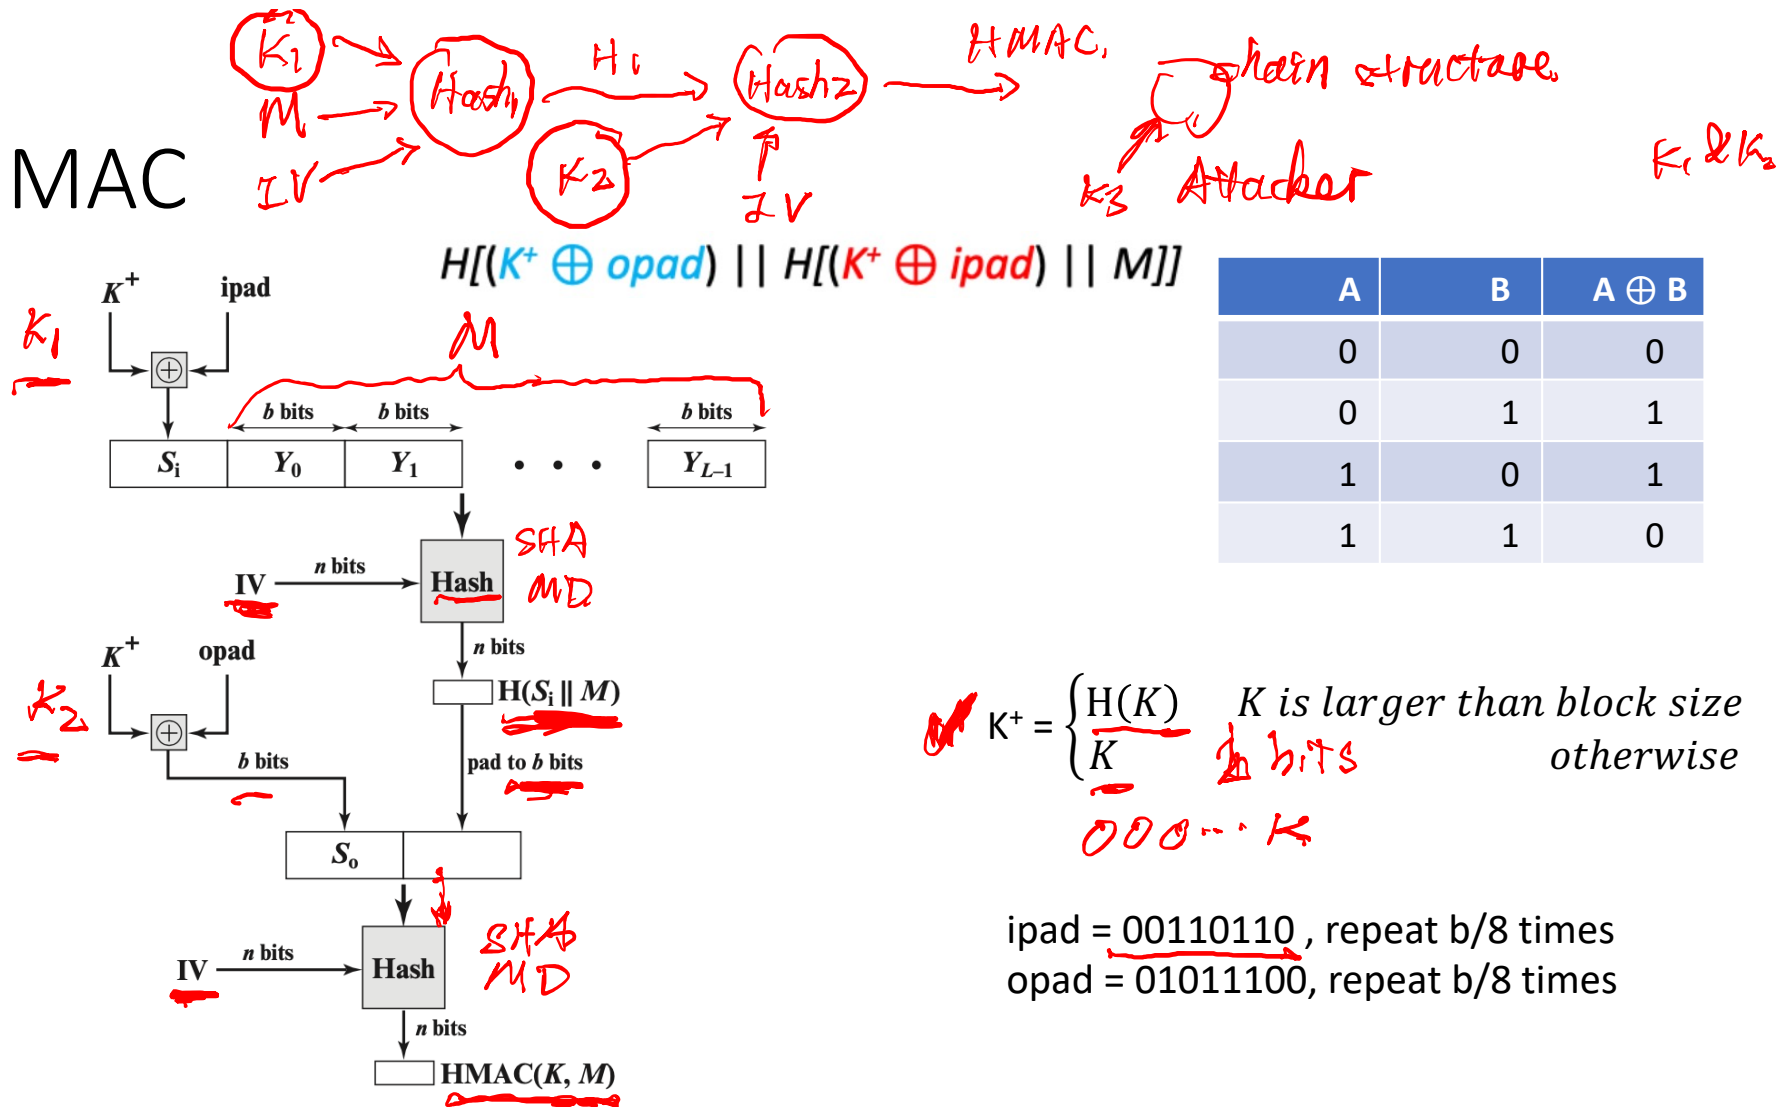 K₁
M
IV
Hash₁
H₁
K₂
Hash2
IV
HMAC,
chain structure.
K3 Attacker
K₁ & K₂
MAC
H[(K⁺ ⊕ opad) || H[(K⁺ ⊕ ipad) || M]]
K⁺ ipad
K₁
⊕
M
b bits b bits b bits
Sᵢ Y₀ Y₁ • • • Y_L–1
SHA
MD
IV n bits Hash
n bits
H(Sᵢ || M)
K⁺ opad
K₂
⊕
b bits
pad to b bits
Sₒ
SHA
MD
IV n bits Hash
n bits
HMAC(K, M)
A B A ⊕ B
0 0 0
0 1 1
1 0 1
1 1 0
K⁺ = { H(K) K is larger than block size
K otherwise
bits
000... K
ipad = 00110110 , repeat b/8 times
opad = 01011100, repeat b/8 times